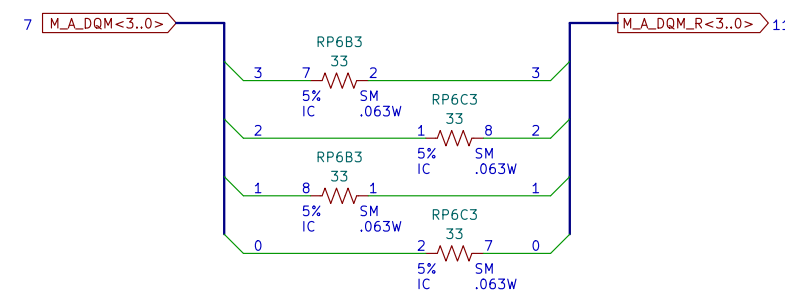 7 M_A_DQM<3..0> M_A_DQM_R<3..0> 11
RP6B3
33
3 7 2 3
5% SM
IC .063W
RP6C3
33
2 1 8 2
5% SM
IC .063W
RP6B3
33
1 8 1 1
5% SM
IC .063W
RP6C3
33
0 2 7 0
5% SM
IC .063W